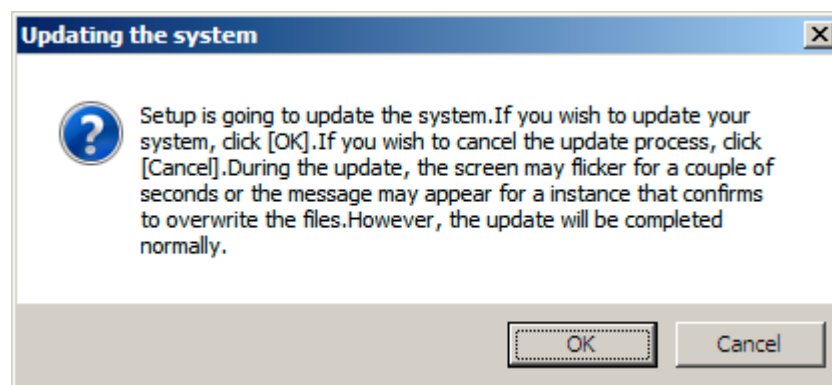 Updating the system
Setup is going to update the system.If you wish to update your
system, click [OK].If you wish to cancel the update process, click
[Cancel].During the update, the screen may flicker for a couple of
seconds or the message may appear for a instance that confirms
to overwrite the files.However, the update will be completed
normally.
OK
Cancel